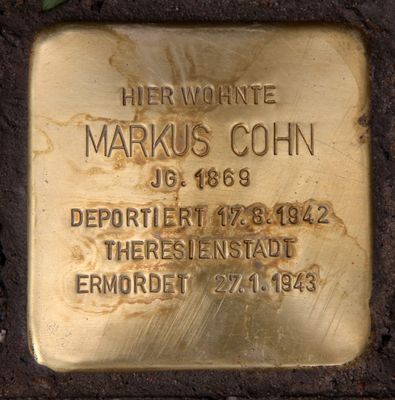 HIER WOHNTE
MARKUS COHN
JG. 1869
DEPORTIERT 17.8.1942
THERESIENSTADT
ERMORDET 27.1.1943